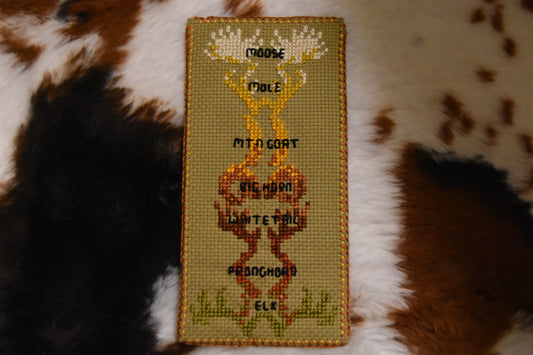 MOOSE
MULE
MTN GOAT
BIG HORN
WHITETAIL
PRONGHORN
ELK